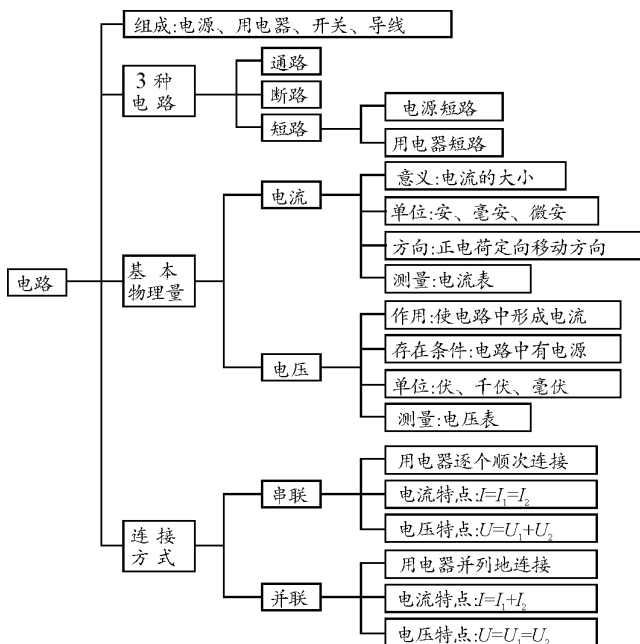 组成:电源、用电器、开关、导线
3种
电路
通路
断路
短路
电源短路
用电器短路
电路
基本
物理量
电流
意义:电流的大小
单位:安、毫安、微安
方向:正电荷定向移动方向
测量:电流表
电压
作用:使电路中形成电流
存在条件:电路中有电源
单位:伏、千伏、毫伏
测量:电压表
连接
方式
串联
用电器逐个顺次连接
电流特点:I=I₁=I₂
电压特点:U=U₁+U₂
并联
用电器并列地连接
电流特点:I=I₁+I₂
电压特点:U=U₁=U₂